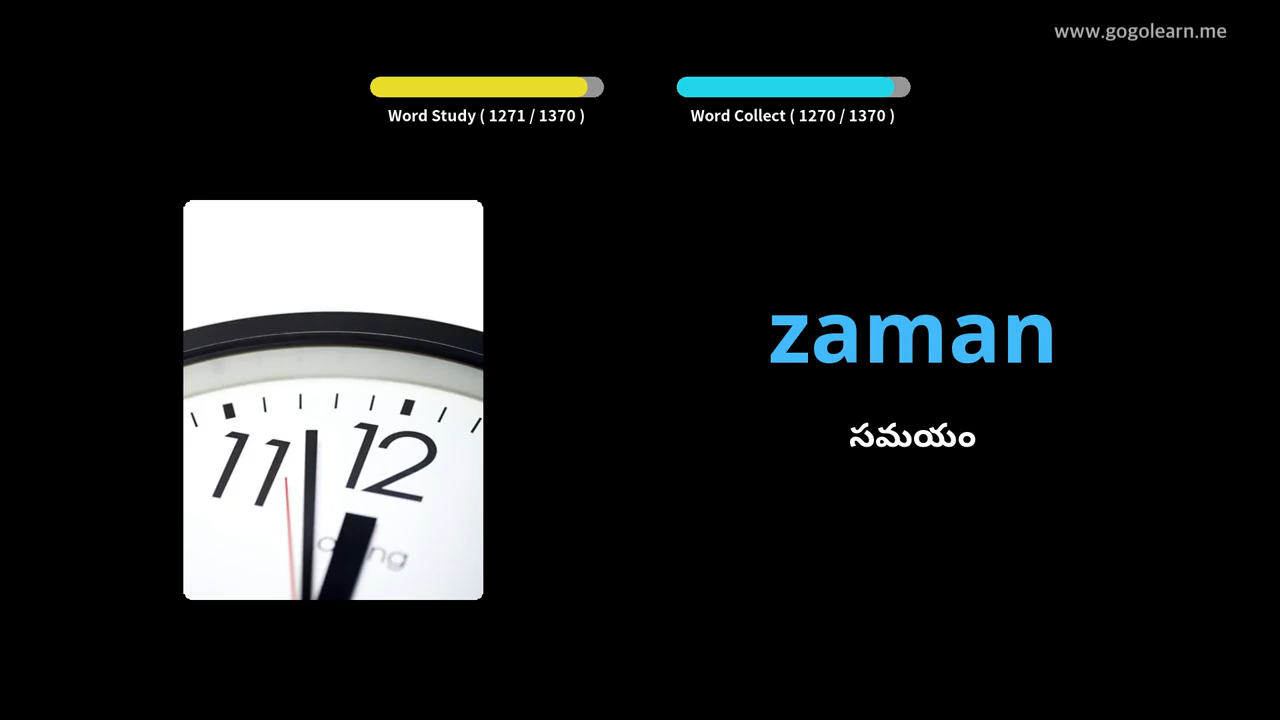 www.gogolearn.me
Word Study ( 1271 / 1370 )
Word Collect ( 1270 / 1370 )
11
12
zaman
సమయం